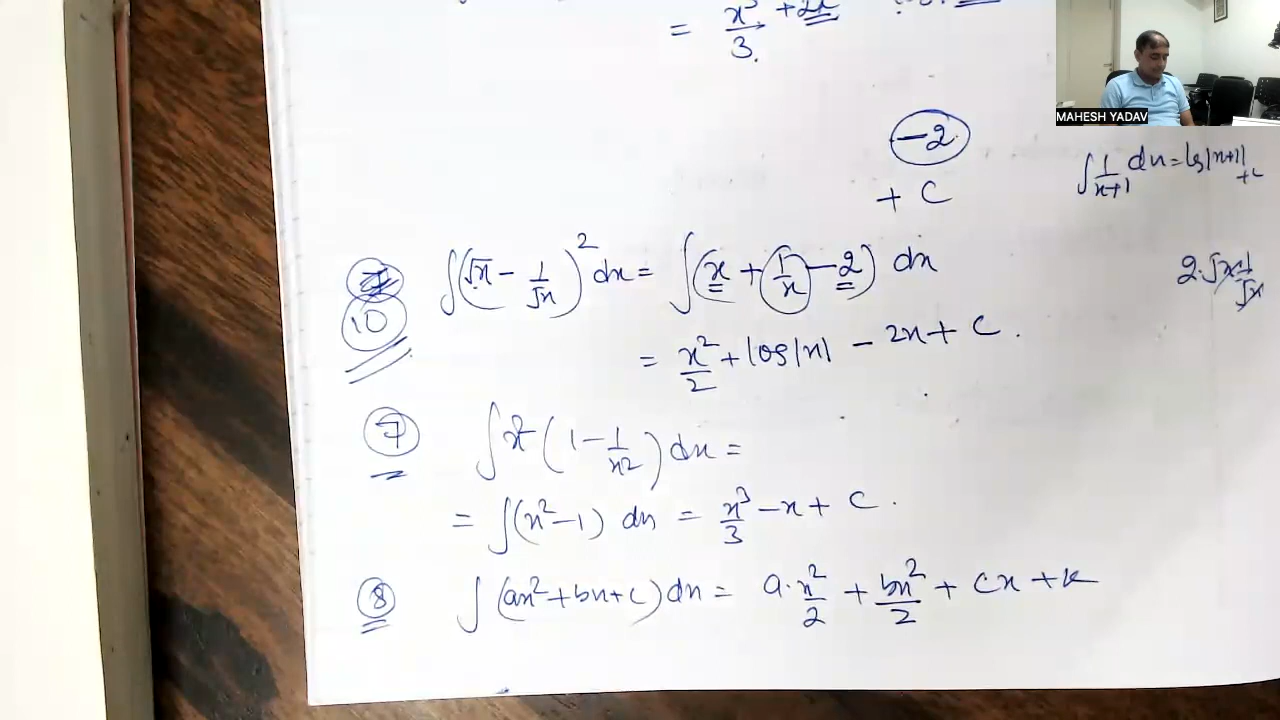 = x³/3 +2x
MAHESH YADAV
-2
+ C
∫ 1/(x+1) dx = log|x+1| + c
⑩ ∫(√x - 1/√x)² dx = ∫(x + 1/x - 2) dx
2·√x 1/√x
= x²/2 + log|x| - 2x + C.
⑦ ∫x² (1 - 1/x²) dx =
= ∫(x² - 1) dx = x³/3 - x + C.
⑧ ∫(ax² + bx + c) dx = a·x²/2 + bx²/2 + cx + k